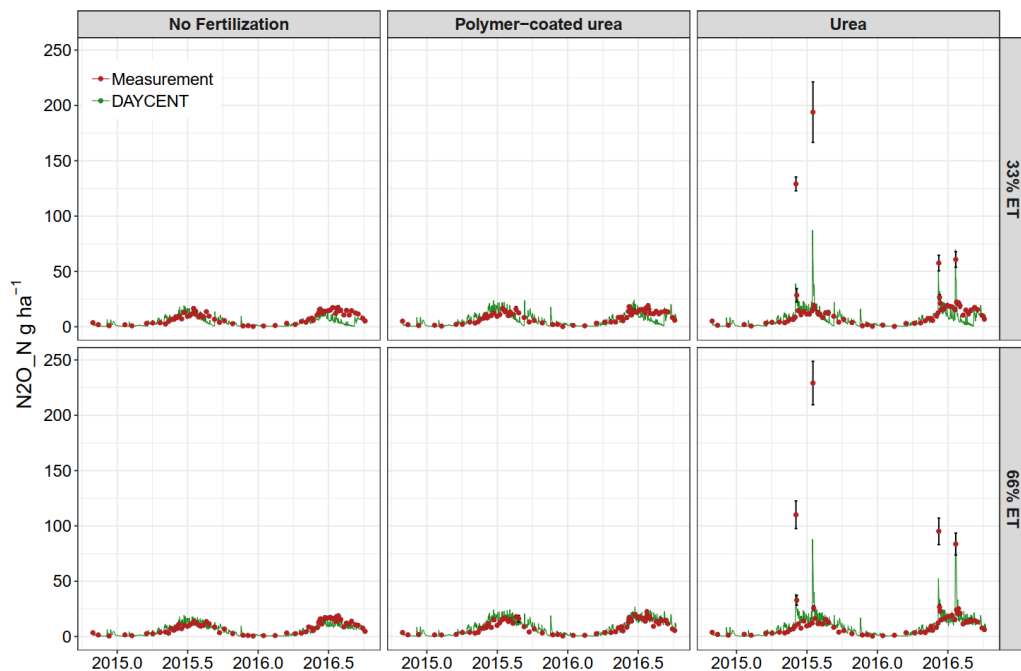 No Fertilization Polymer−coated urea Urea
Measurement
DAYCENT
250
200
150
100
50
0
33% ET
250
200
150
100
50
0
66% ET
N2O_N g ha⁻¹
2015.0 2015.5 2016.0 2016.5 2015.0 2015.5 2016.0 2016.5 2015.0 2015.5 2016.0 2016.5